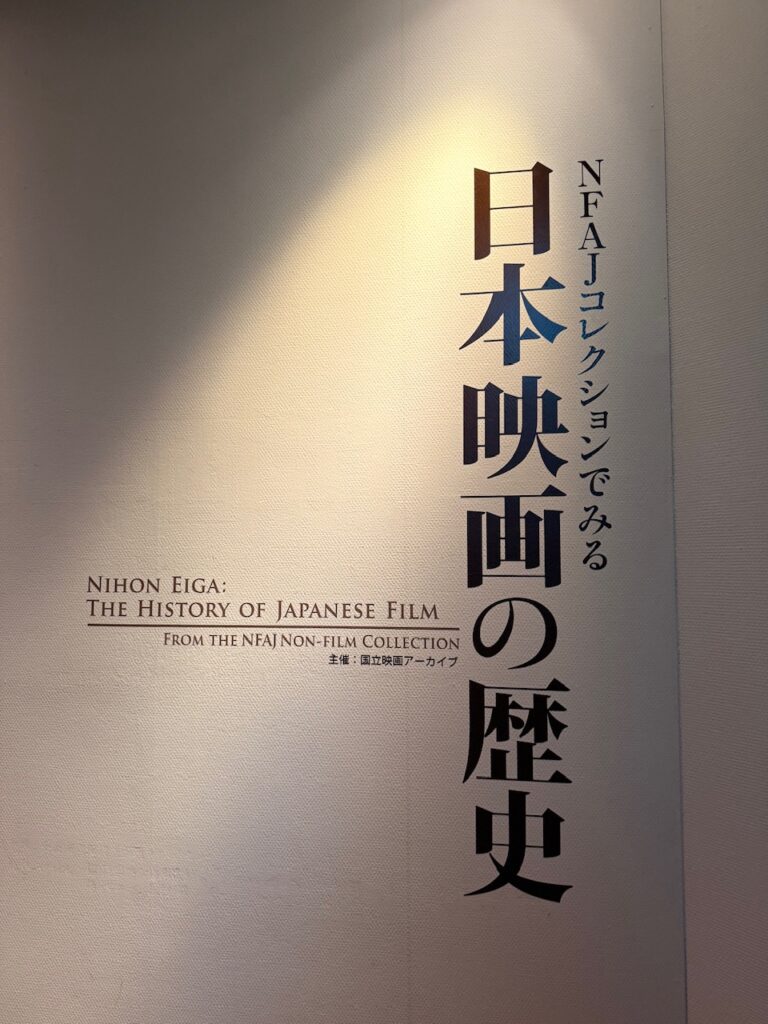 NFAJコレクションでみる
日本映画の歴史
NIHON EIGA:
THE HISTORY OF JAPANESE FILM
FROM THE NFAJ NON-FILM COLLECTION
主催：国立映画アーカイブ